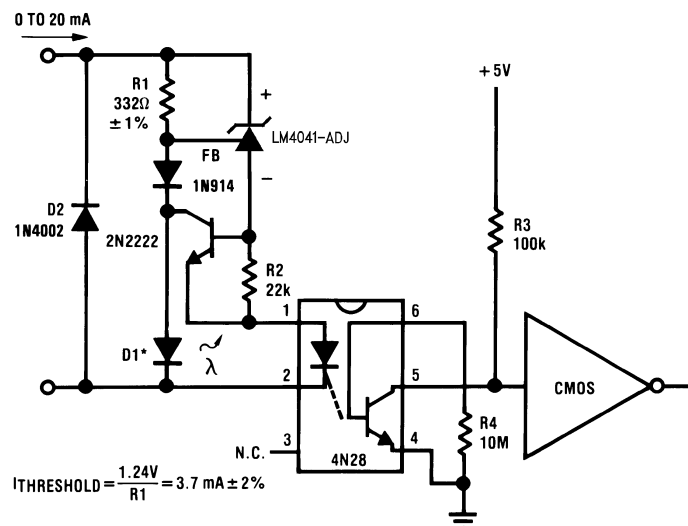 0 TO 20 mA
+5V
R1
332Ω
±1%
+
LM4041-ADJ
FB
−
1N914
D2
1N4002
2N2222
R3
100k
R2
22k
1
6
D1*
λ
2
5
CMOS
R4
10M
3
4
N.C.
4N28
ITHRESHOLD = 1.24V / R1 = 3.7 mA ± 2%